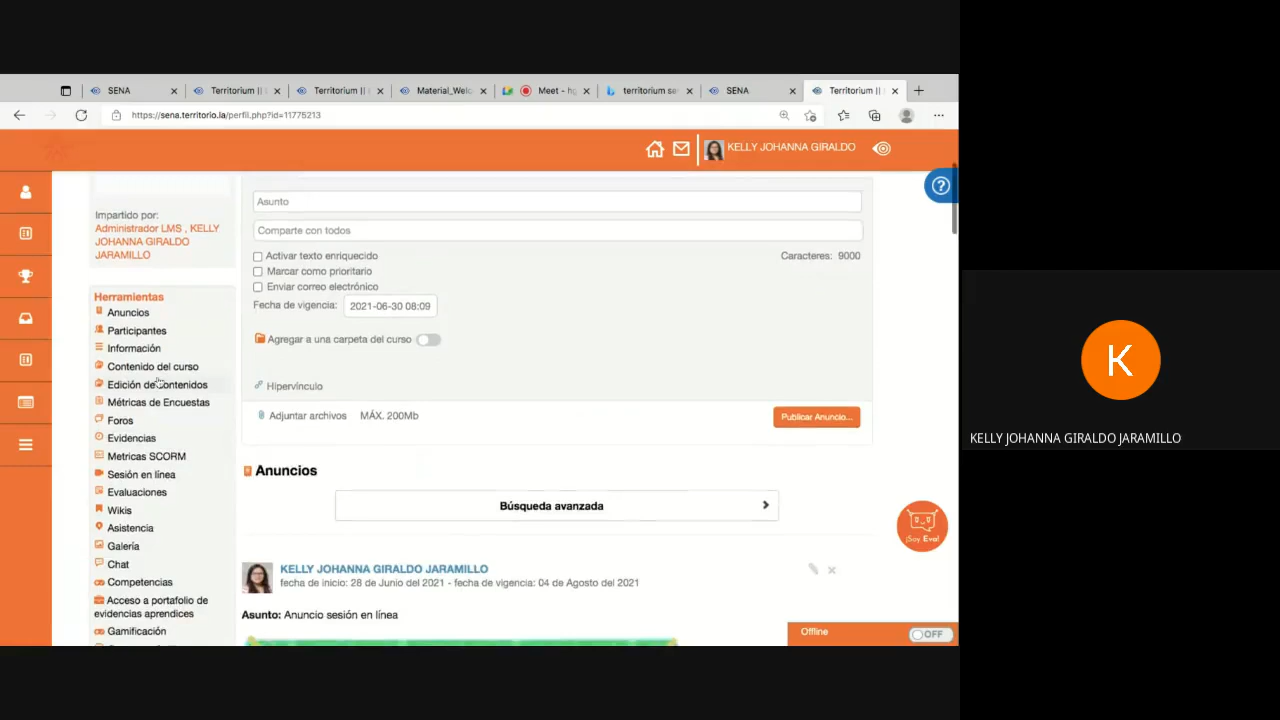 SENA
Territorium ||
Territorium ||
Material_Welc
Meet - hg
territorium se
SENA
Territorium ||
https://sena.territorio.la/perfil.php?id=11775213
KELLY JOHANNA GIRALDO
Impartido por:
Administrador LMS , KELLY
JOHANNA GIRALDO
JARAMILLO
Herramientas
Anuncios
Participantes
Información
Contenido del curso
Edición de contenidos
Métricas de Encuestas
Foros
Evidencias
Metricas SCORM
Sesión en línea
Evaluaciones
Wikis
Asistencia
Galería
Chat
Competencias
Acceso a portafolio de
evidencias aprendices
Gamificación
Asunto
Comparte con todos
Activar texto enriquecido
Caracteres: 9000
Marcar como prioritario
Enviar correo electrónico
Fecha de vigencia: 2021-06-30 08:09
Agregar a una carpeta del curso
Hipervínculo
Adjuntar archivos MÁX. 200Mb
Publicar Anuncio...
Anuncios
Búsqueda avanzada
KELLY JOHANNA GIRALDO JARAMILLO
fecha de inicio: 28 de Junio del 2021 - fecha de vigencia: 04 de Agosto del 2021
Asunto: Anuncio sesión en línea
¡Soy Eva!
Offline
OFF
K
KELLY JOHANNA GIRALDO JARAMILLO